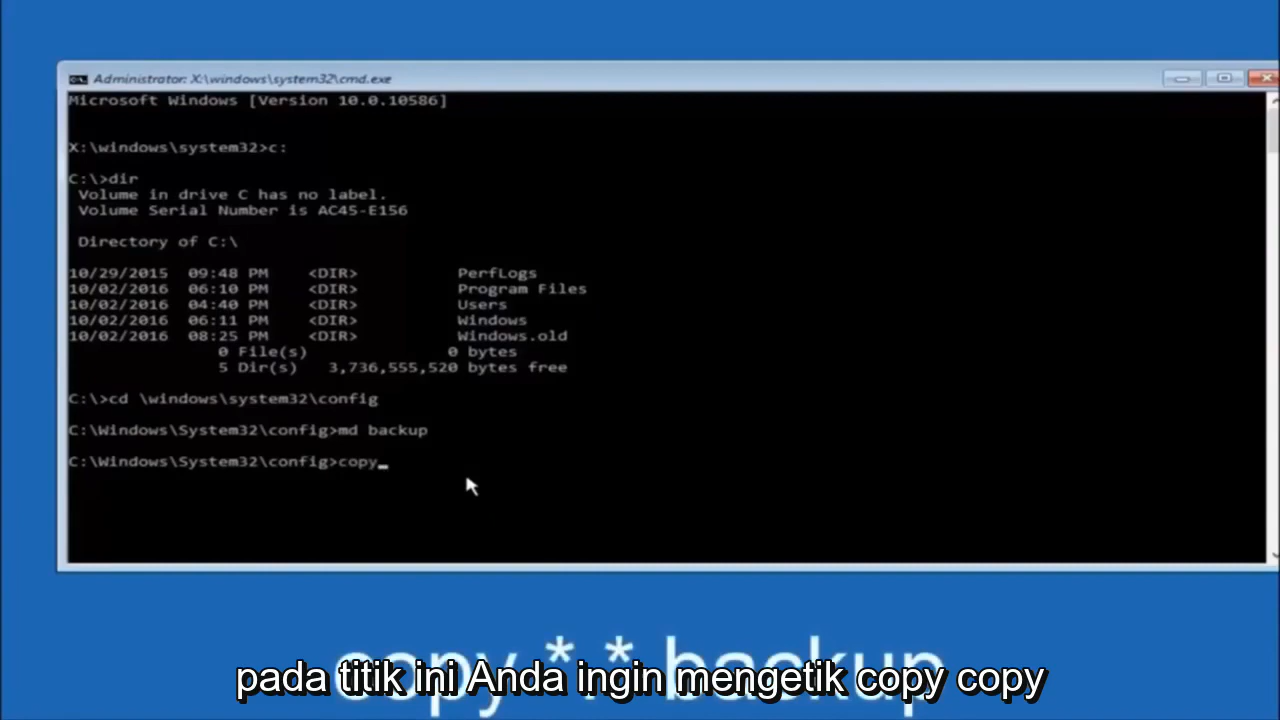 Administrator: X:\windows\system32\cmd.exe
Microsoft Windows [Version 10.0.10586]
X:\windows\system32>c:
C:\>dir
Volume in drive C has no label.
Volume Serial Number is AC45-E156
Directory of C:\
10/29/2015 09:48 PM <DIR> PerfLogs
10/02/2016 06:10 PM <DIR> Program Files
10/02/2016 04:40 PM <DIR> Users
10/02/2016 06:11 PM <DIR> Windows
10/02/2016 08:25 PM <DIR> Windows.old
0 File(s) 0 bytes
5 Dir(s) 3,736,555,520 bytes free
C:\>cd \windows\system32\config
C:\Windows\System32\config>md backup
C:\Windows\System32\config>copy_
copy *.* backup
pada titik ini Anda ingin mengetik copy copy